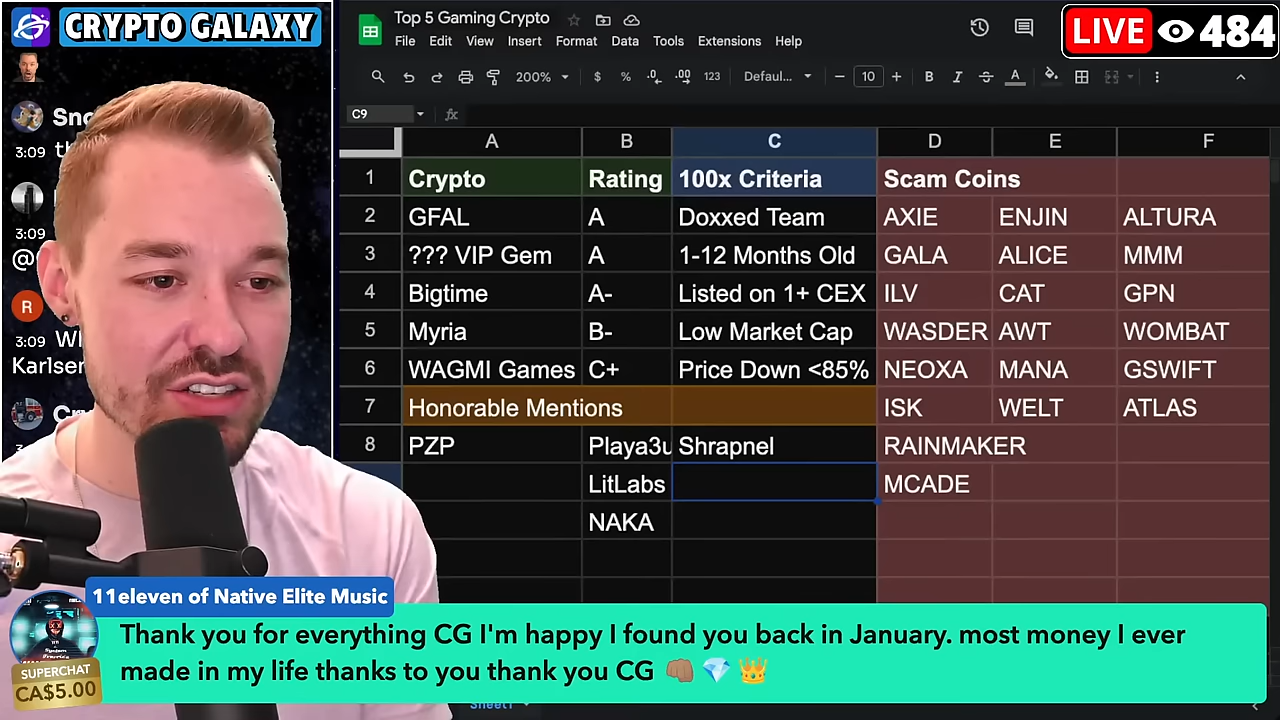 CRYPTO GALAXY
Top 5 Gaming Crypto
LIVE 484
File Edit View Insert Format Data Tools Extensions Help
200% $ % .0 .00 123 Defaul... 10 B I S A
C9 fx
A B C D E F
1 Crypto Rating 100x Criteria Scam Coins
2 GFAL A Doxxed Team AXIE ENJIN ALTURA
3 ??? VIP Gem A 1-12 Months Old GALA ALICE MMM
4 Bigtime A- Listed on 1+ CEX ILV CAT GPN
5 Myria B- Low Market Cap WASDER AWT WOMBAT
6 WAGMI Games C+ Price Down <85% NEOXA MANA GSWIFT
7 Honorable Mentions ISK WELT ATLAS
8 PZP Playa3u Shrapnel RAINMAKER
LitLabs MCADE
NAKA
3:09
3:09
3:09
Karlsen
3:09
11eleven of Native Elite Music
Thank you for everything CG I'm happy I found you back in January. most money I ever
made in my life thanks to you thank you CG 👊🏽 💎 👑
SUPERCHAT
CA$5.00
Sheet1